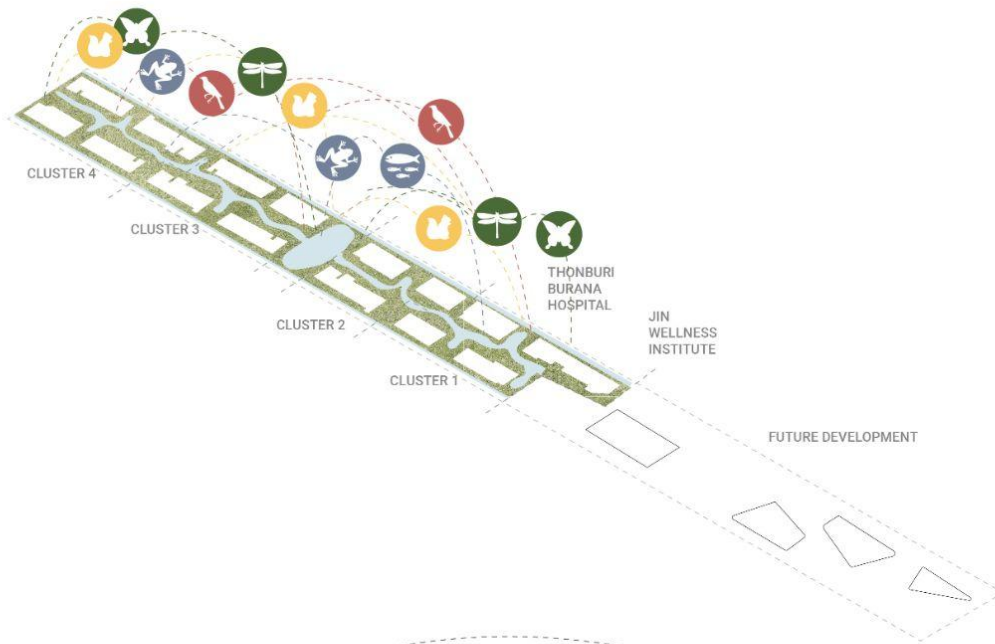 CLUSTER 4
CLUSTER 3
CLUSTER 2
CLUSTER 1
THONBURI
BURANA
HOSPITAL
JIN
WELLNESS
INSTITUTE
FUTURE DEVELOPMENT